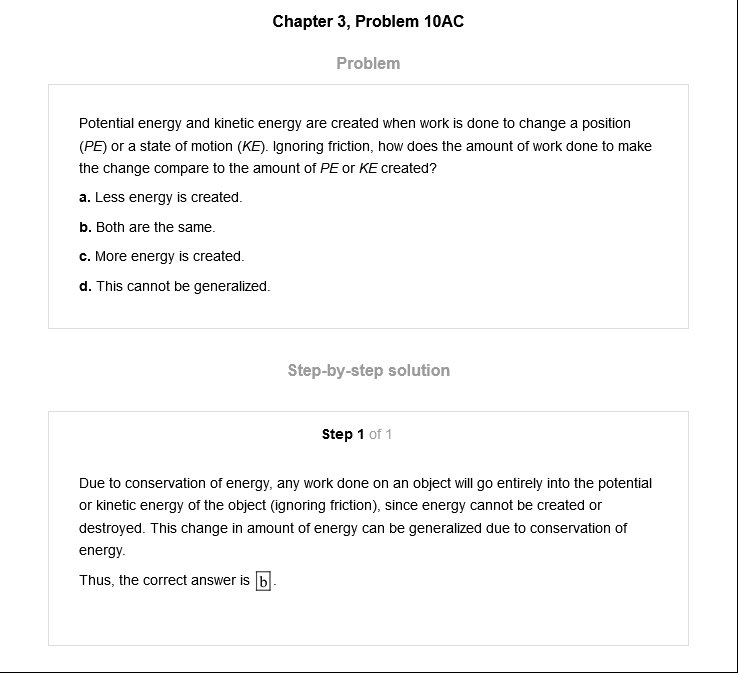 Chapter 3, Problem 10AC
Problem
Potential energy and kinetic energy are created when work is done to change a position
(PE) or a state of motion (KE). Ignoring friction, how does the amount of work done to make
the change compare to the amount of PE or KE created?
a. Less energy is created.
b. Both are the same.
c. More energy is created.
d. This cannot be generalized.
Step-by-step solution
Step 1 of 1
Due to conservation of energy, any work done on an object will go entirely into the potential
or kinetic energy of the object (ignoring friction), since energy cannot be created or
destroyed. This change in amount of energy can be generalized due to conservation of
energy.
Thus, the correct answer is b.